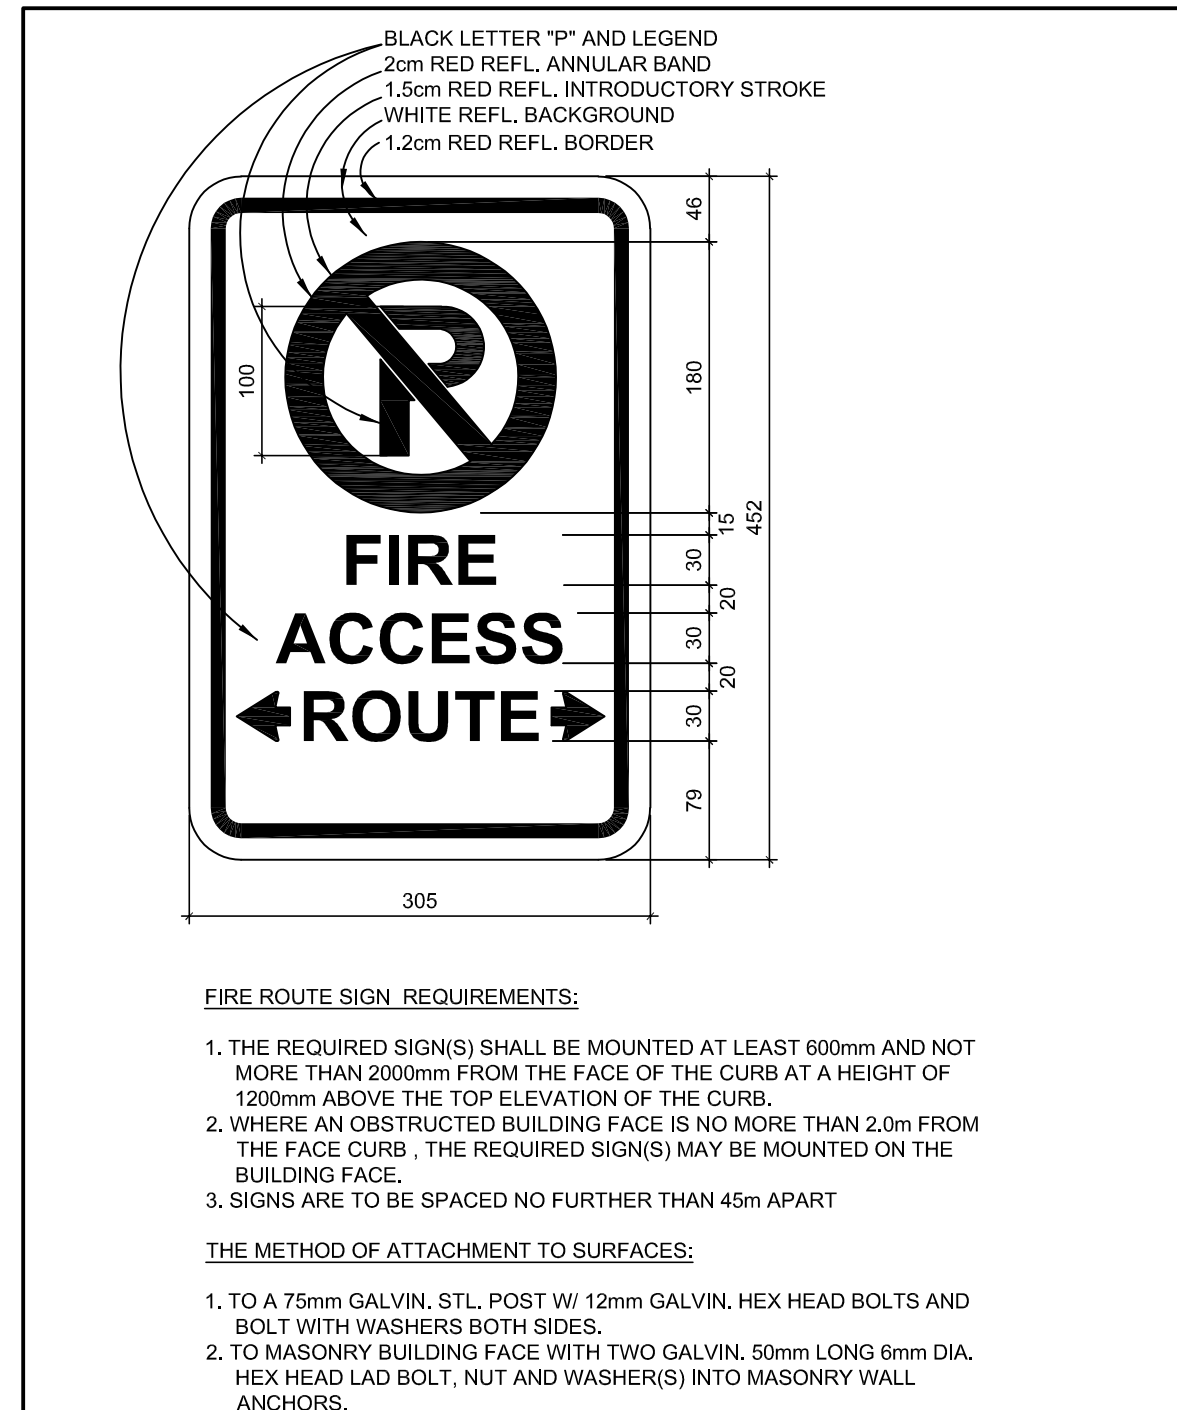 BLACK LETTER "P" AND LEGEND
2cm RED REFL. ANNULAR BAND
1.5cm RED REFL. INTRODUCTORY STROKE
WHITE REFL. BACKGROUND
1.2cm RED REFL. BORDER
46
100
P
180
15
452
FIRE
30
20
ACCESS
30
20
ROUTE
30
79
305
FIRE ROUTE SIGN REQUIREMENTS:
1. THE REQUIRED SIGN(S) SHALL BE MOUNTED AT LEAST 600mm AND NOT
MORE THAN 2000mm FROM THE FACE OF THE CURB AT A HEIGHT OF
1200mm ABOVE THE TOP ELEVATION OF THE CURB.
2. WHERE AN OBSTRUCTED BUILDING FACE IS NO MORE THAN 2.0m FROM
THE FACE CURB , THE REQUIRED SIGN(S) MAY BE MOUNTED ON THE
BUILDING FACE.
3. SIGNS ARE TO BE SPACED NO FURTHER THAN 45m APART
THE METHOD OF ATTACHMENT TO SURFACES:
1. TO A 75mm GALVIN. STL. POST W/ 12mm GALVIN. HEX HEAD BOLTS AND
BOLT WITH WASHERS BOTH SIDES.
2. TO MASONRY BUILDING FACE WITH TWO GALVIN. 50mm LONG 6mm DIA.
HEX HEAD LAD BOLT, NUT AND WASHER(S) INTO MASONRY WALL
ANCHORS.